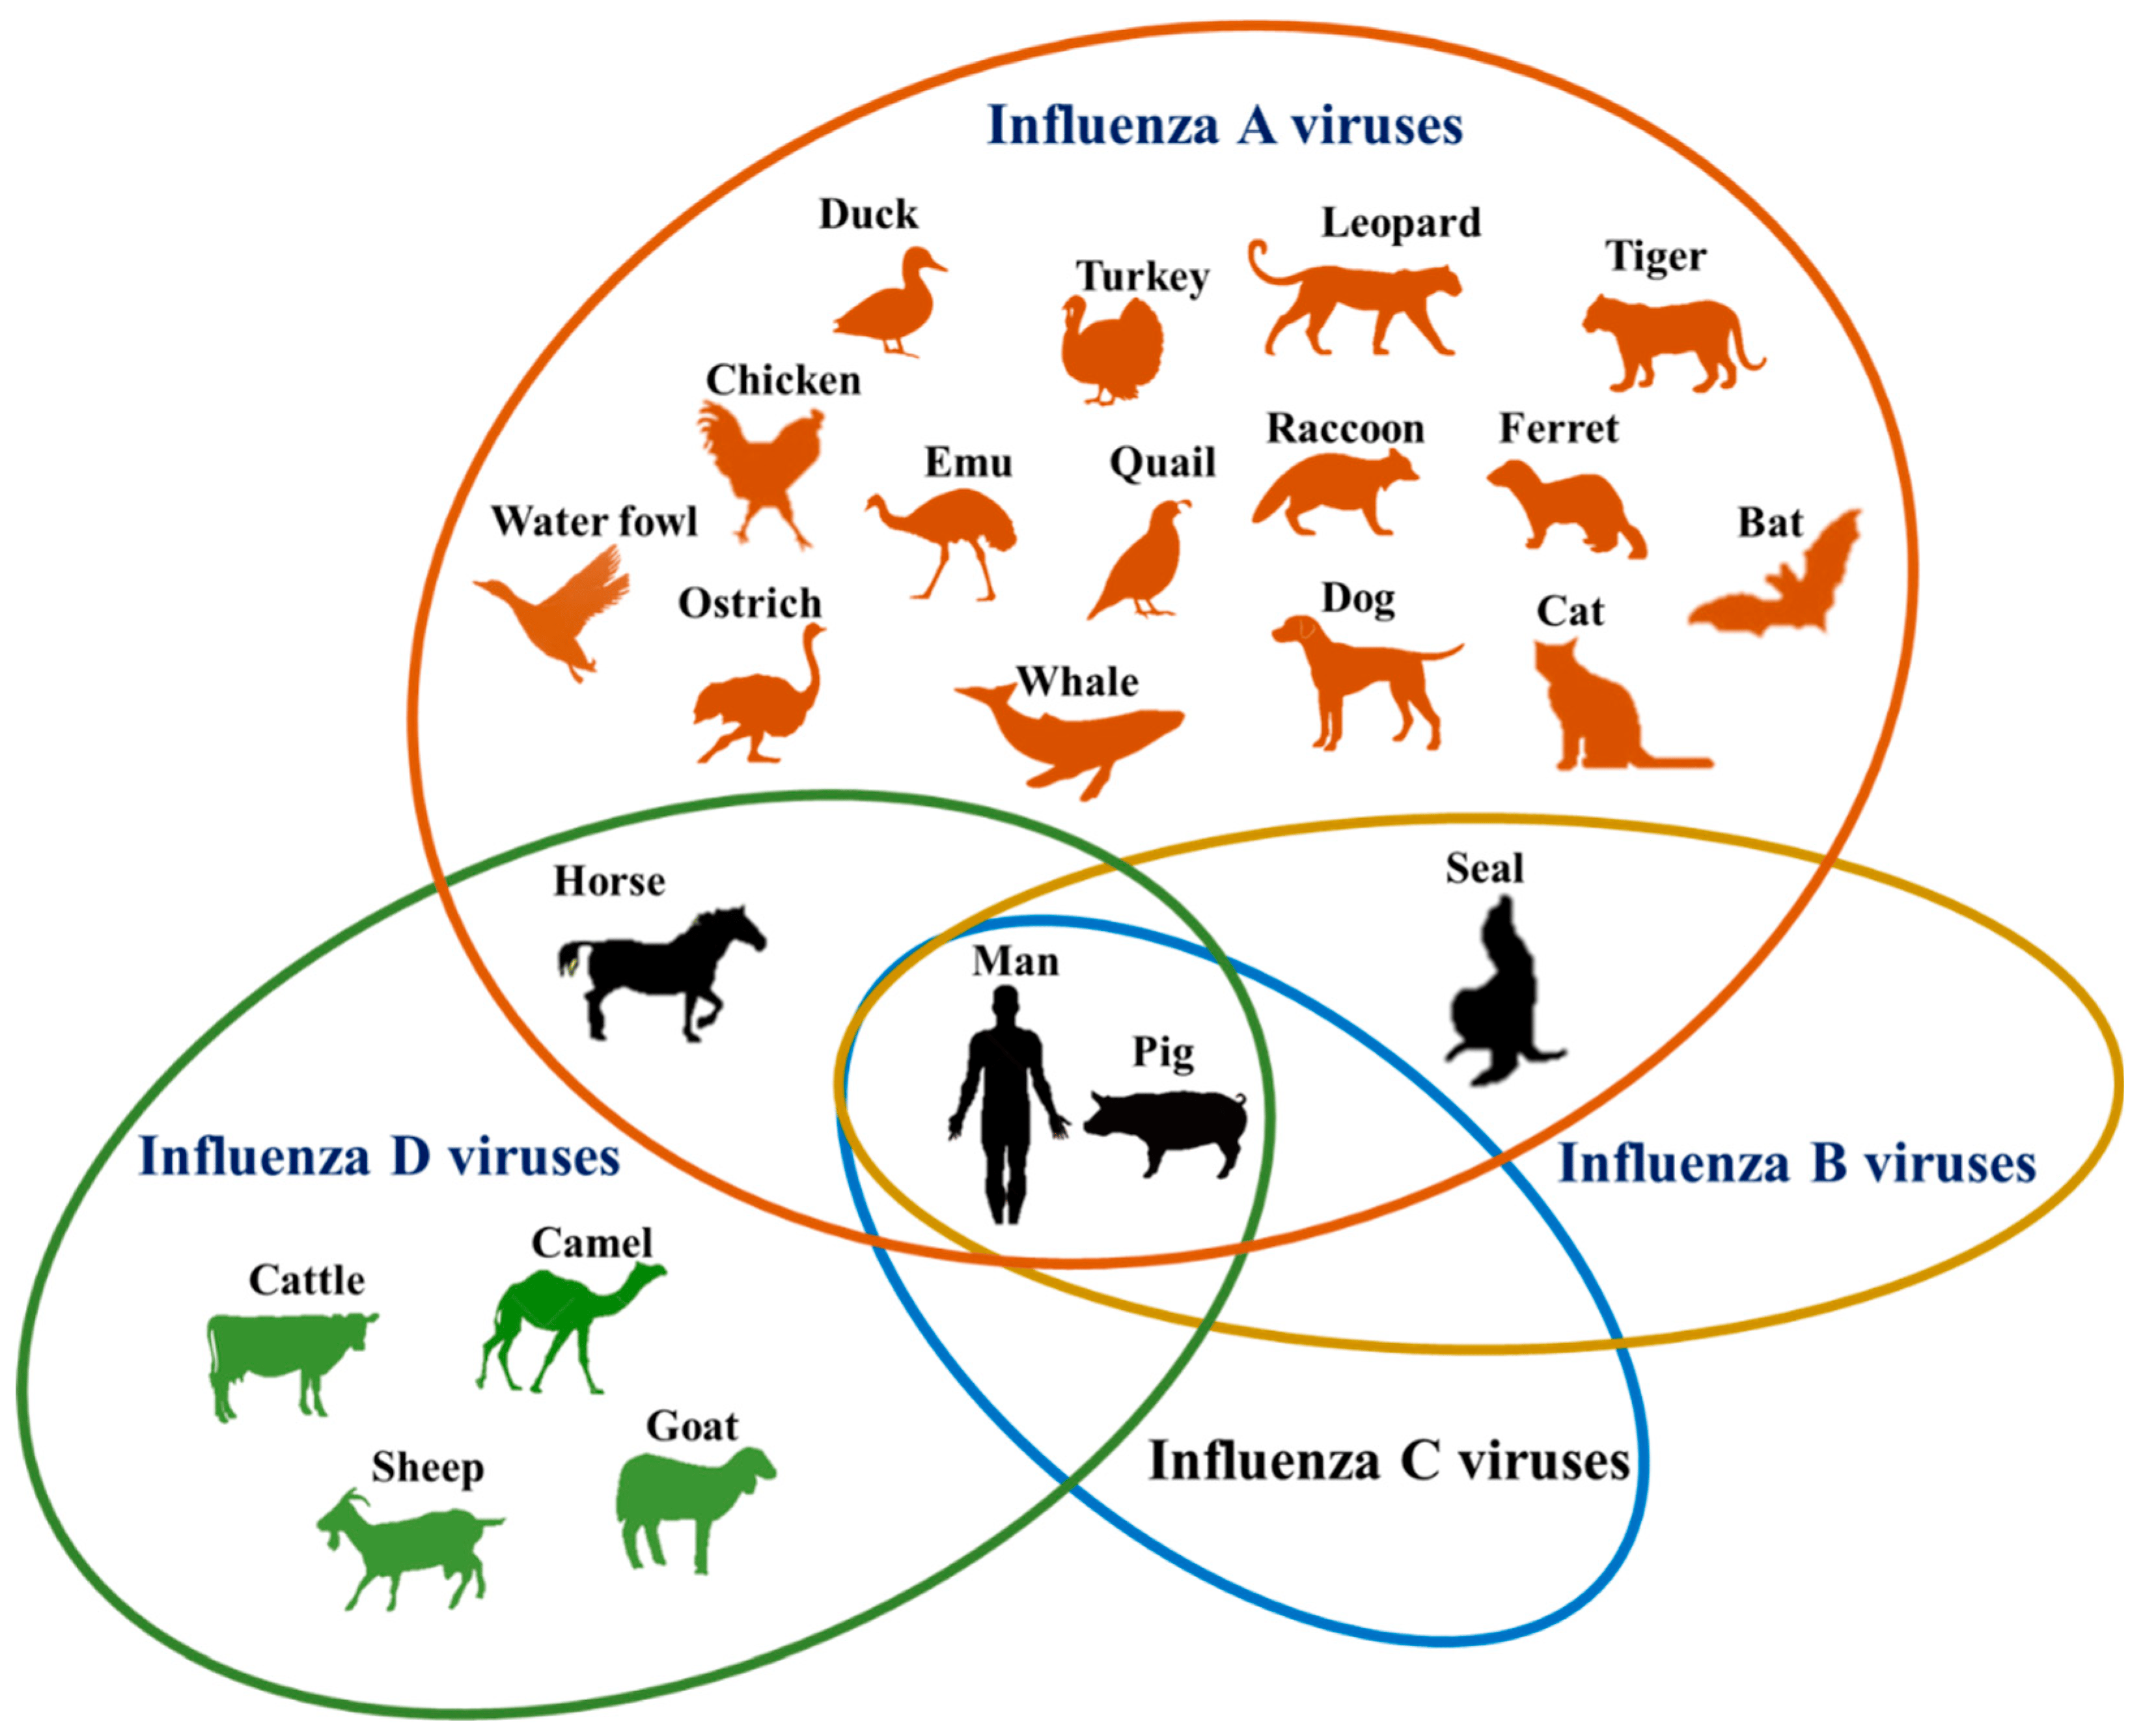 Influenza A viruses
Duck
Leopard
Tiger
Turkey
Chicken
Raccoon
Ferret
Emu
Quail
Water fowl
Bat
Ostrich
Dog
Cat
Whale
Horse
Seal
Man
Pig
Influenza D viruses
Influenza B viruses
Camel
Cattle
Goat
Sheep
Influenza C viruses